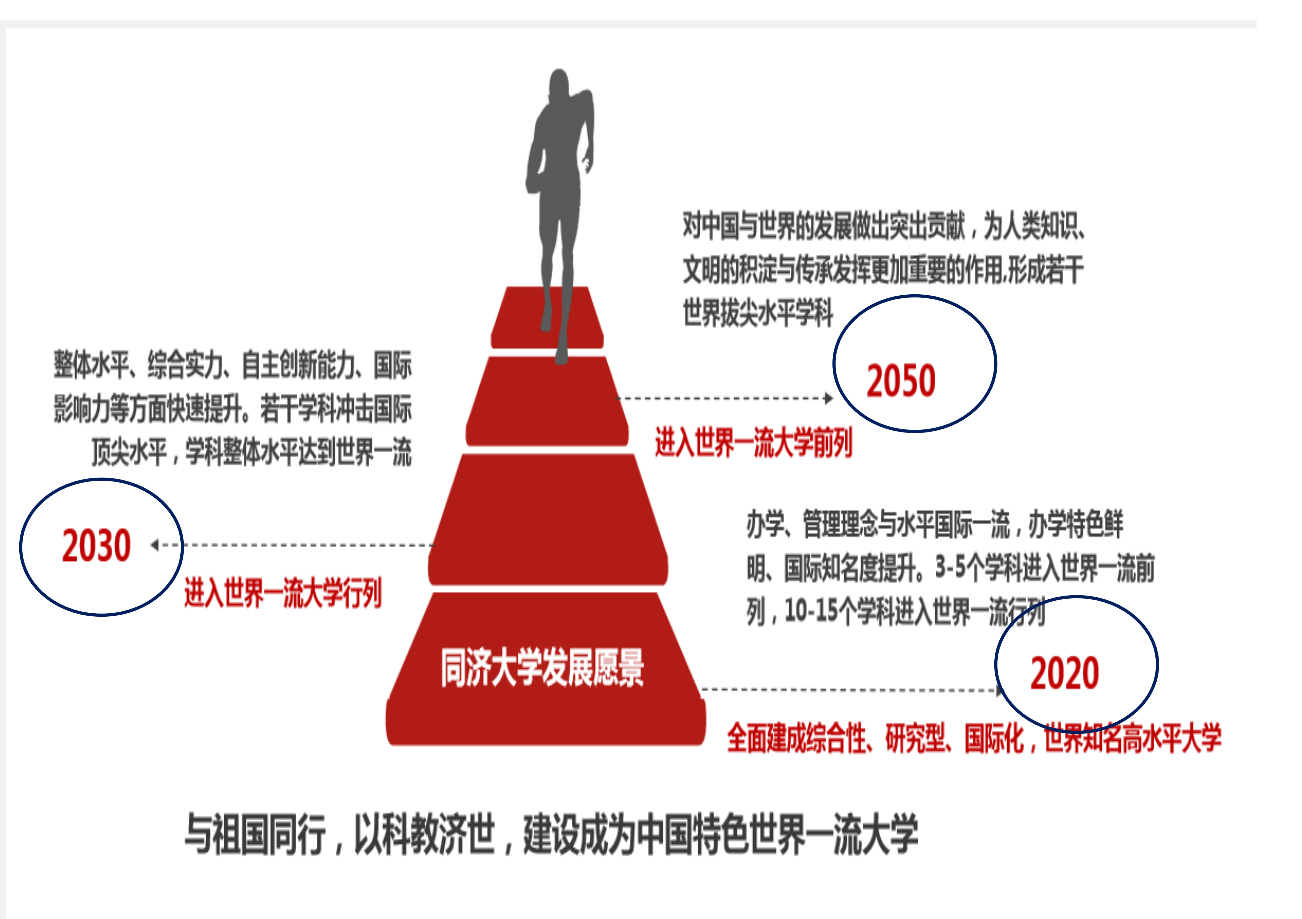 对中国与世界的发展做出突出贡献，为人类知识、
文明的积淀与传承发挥更加重要的作用,形成若干
世界拔尖水平学科
2050
进入世界一流大学前列
整体水平、综合实力、自主创新能力、国际
影响力等方面快速提升。若干学科冲击国际
顶尖水平，学科整体水平达到世界一流
2030
进入世界一流大学行列
办学、管理理念与水平国际一流，办学特色鲜
明、国际知名度提升。3-5个学科进入世界一流前
列，10-15个学科进入世界一流行列
2020
全面建成综合性、研究型、国际化，世界知名高水平大学
同济大学发展愿景
与祖国同行，以科教济世，建设成为中国特色世界一流大学